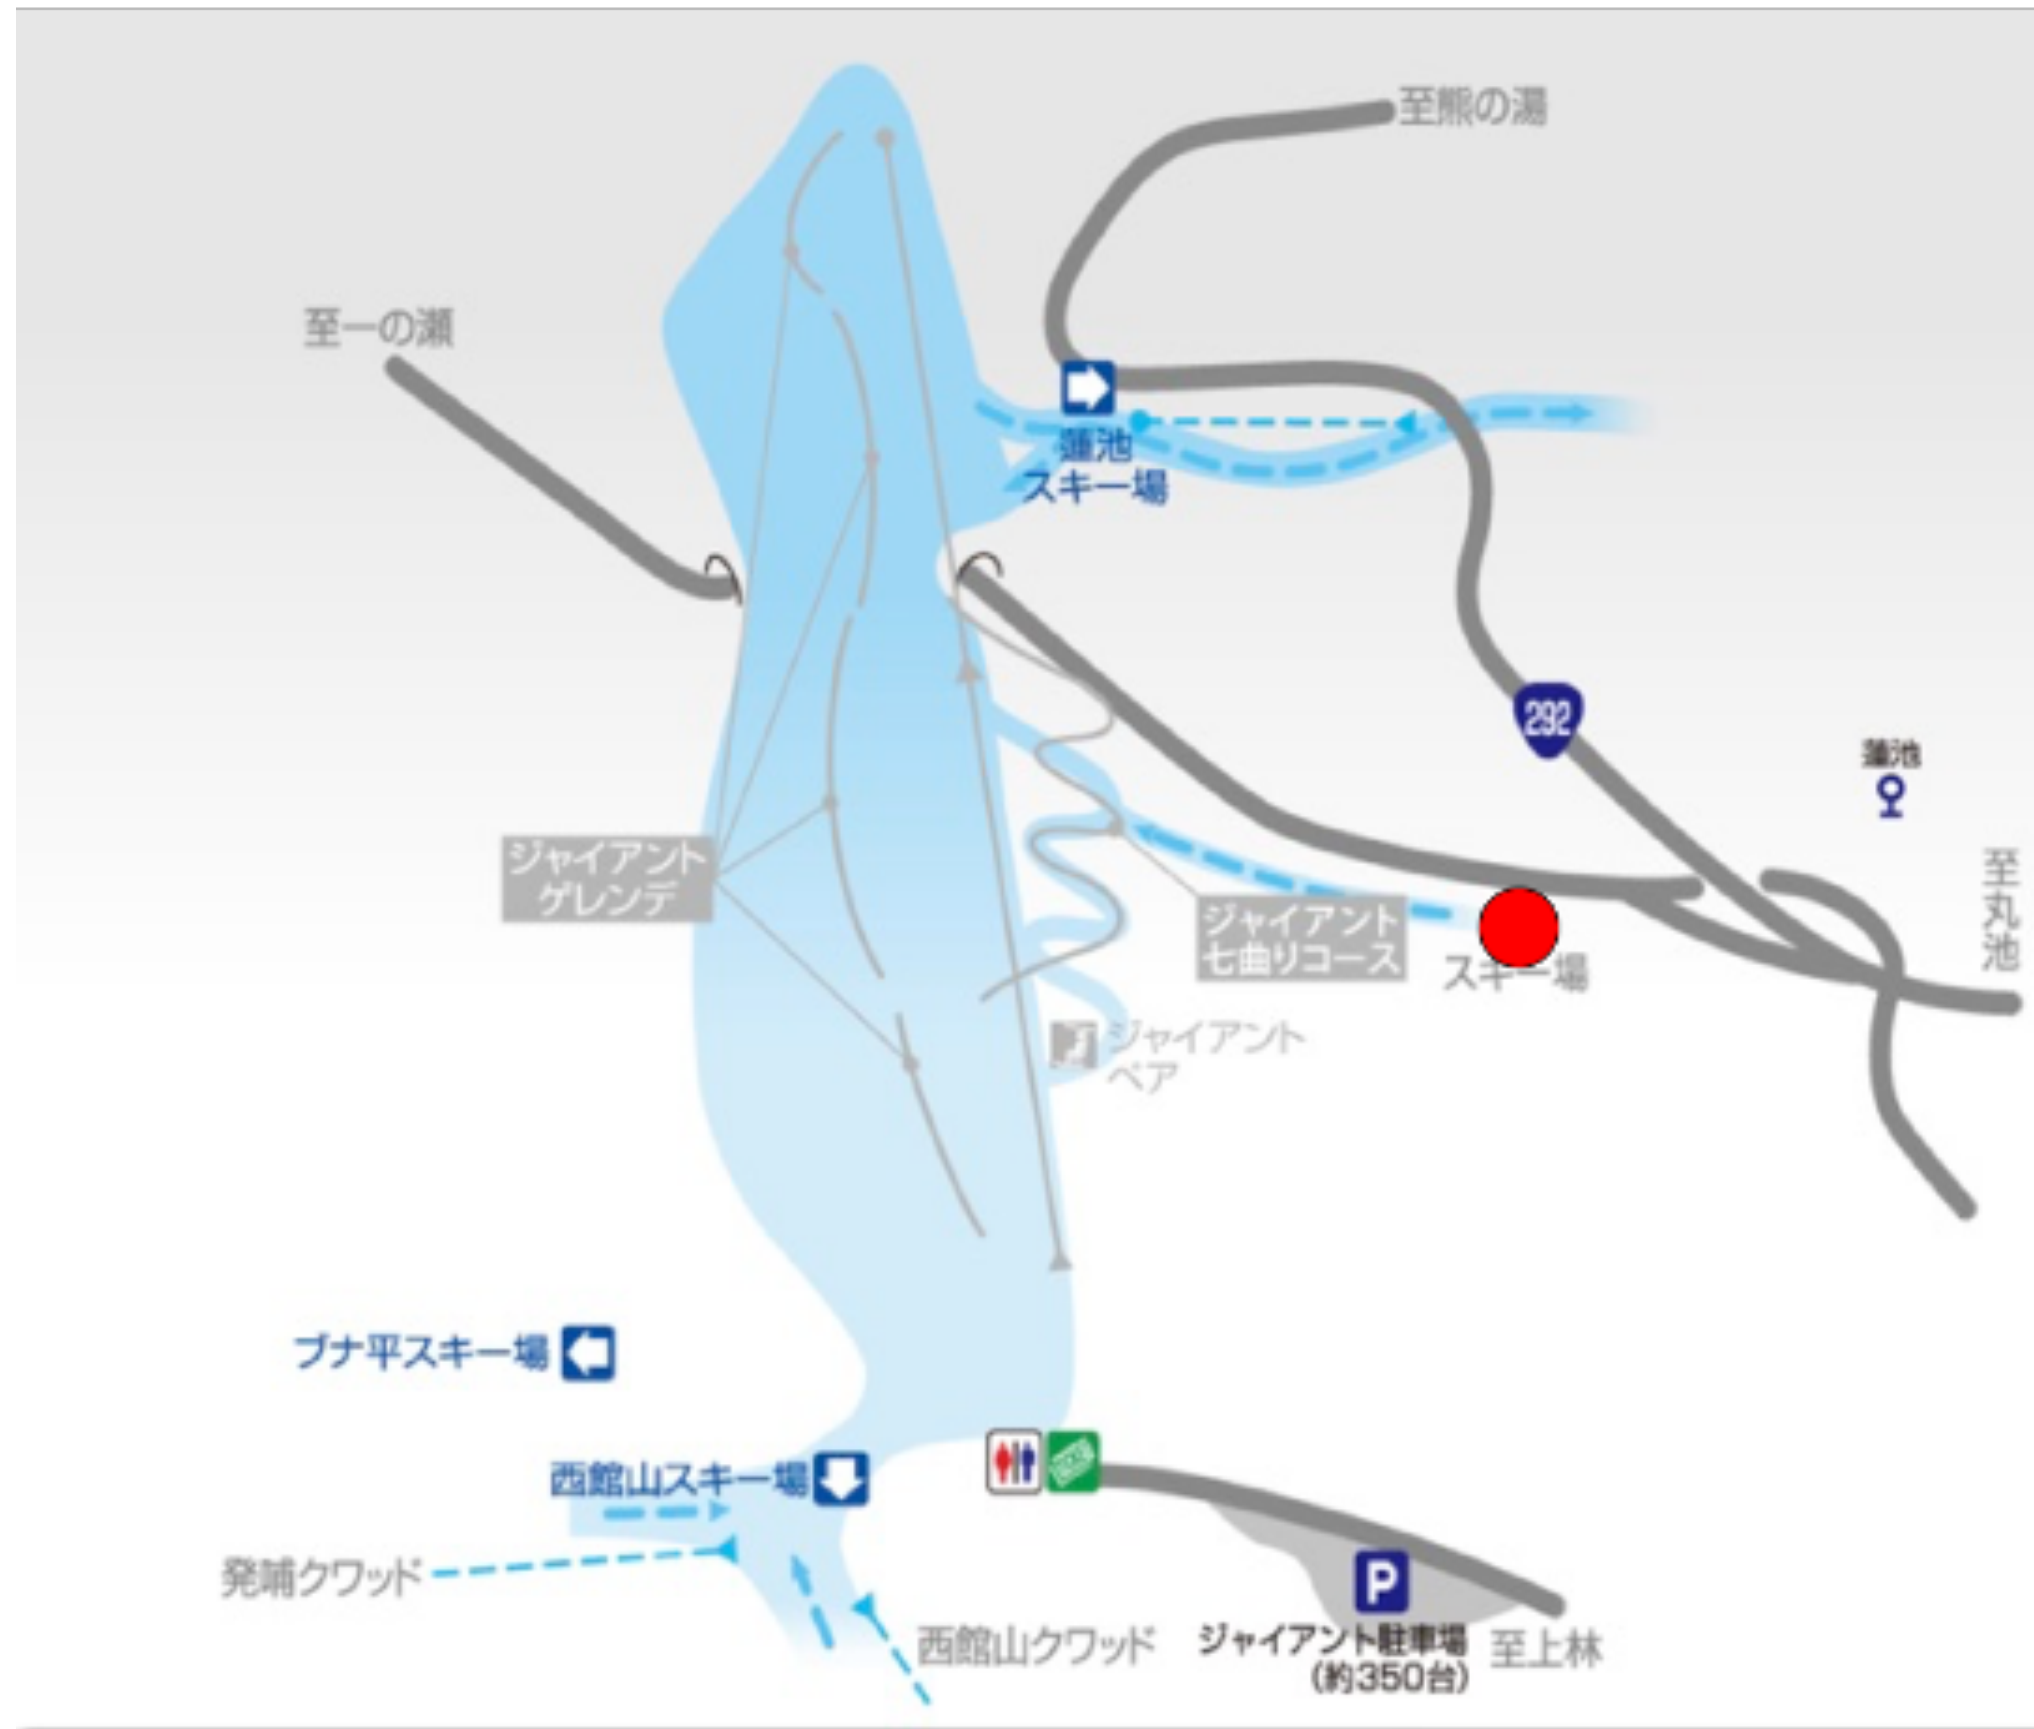 至熊の湯
至一の瀬
蓮池
スキー場
292
蓮池
至丸池
ジャイアント
ゲレンデ
ジャイアント
七曲りコース
スキー場
ジャイアント
ペア
ブナ平スキー場
西館山スキー場
発哺クワッド
西館山クワッド
P
ジャイアント駐車場
(約350台)
至上林